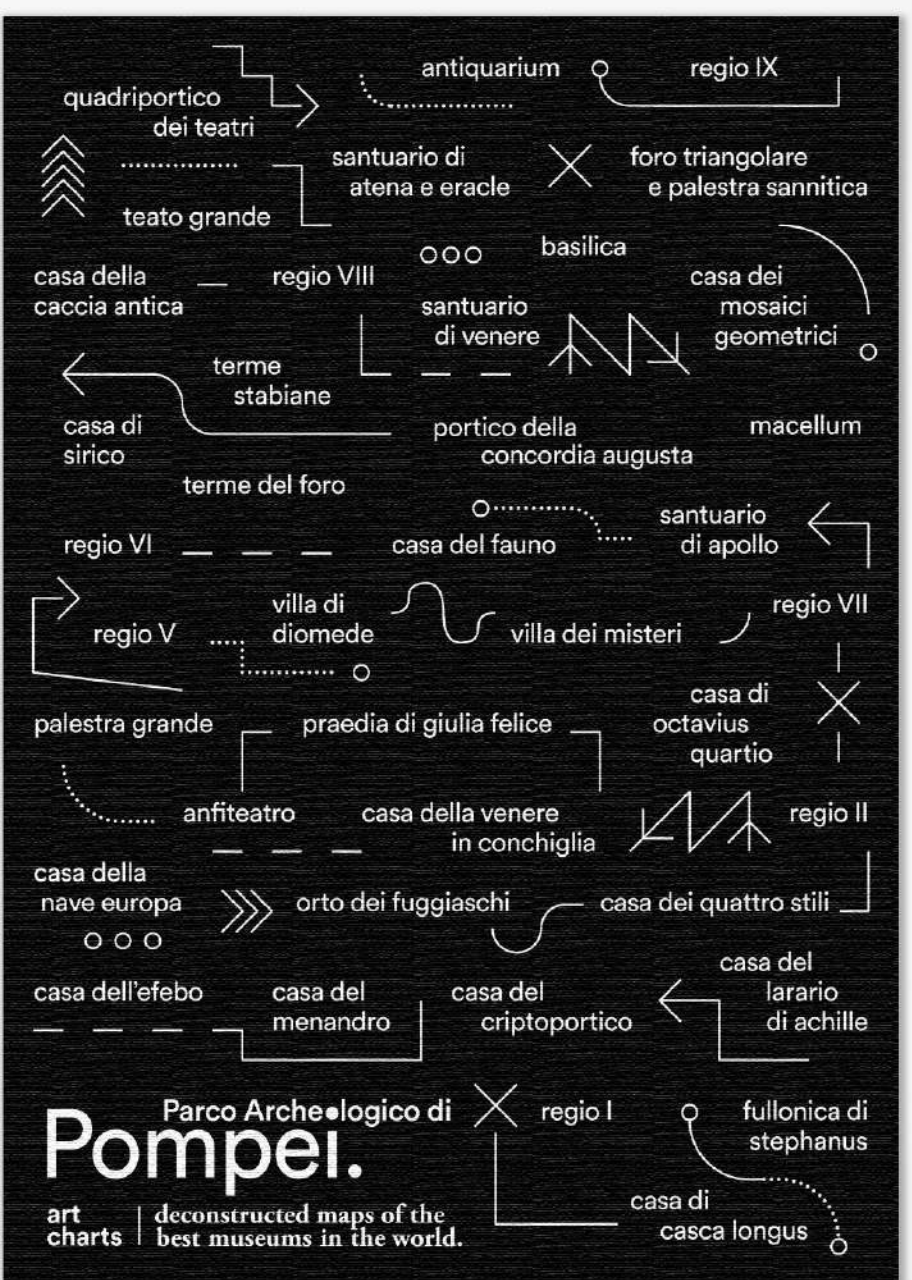 antiquarium
regio IX
quadriportico
dei teatri
santuario di
atena e eracle
foro triangolare
e palestra sannitica
teato grande
basilica
casa della
caccia antica
regio VIII
santuario
di venere
casa dei
mosaici
geometrici
terme
stabiane
casa di
sirico
portico della
concordia augusta
macellum
terme del foro
santuario
di apollo
regio VI
casa del fauno
villa di
diomede
regio VII
regio V
villa dei misteri
casa di
octavius
quartio
palestra grande
praedia di giulia felice
anfiteatro
casa della venere
in conchiglia
regio II
casa della
nave europa
orto dei fuggiaschi
casa dei quattro stili
casa dell'efebo
casa del
menandro
casa del
criptoportico
casa del
larario
di achille
Parco Archeologico di
Pompei.
regio I
fullonica di
stephanus
casa di
casca longus
art
charts
deconstructed maps of the
best museums in the world.